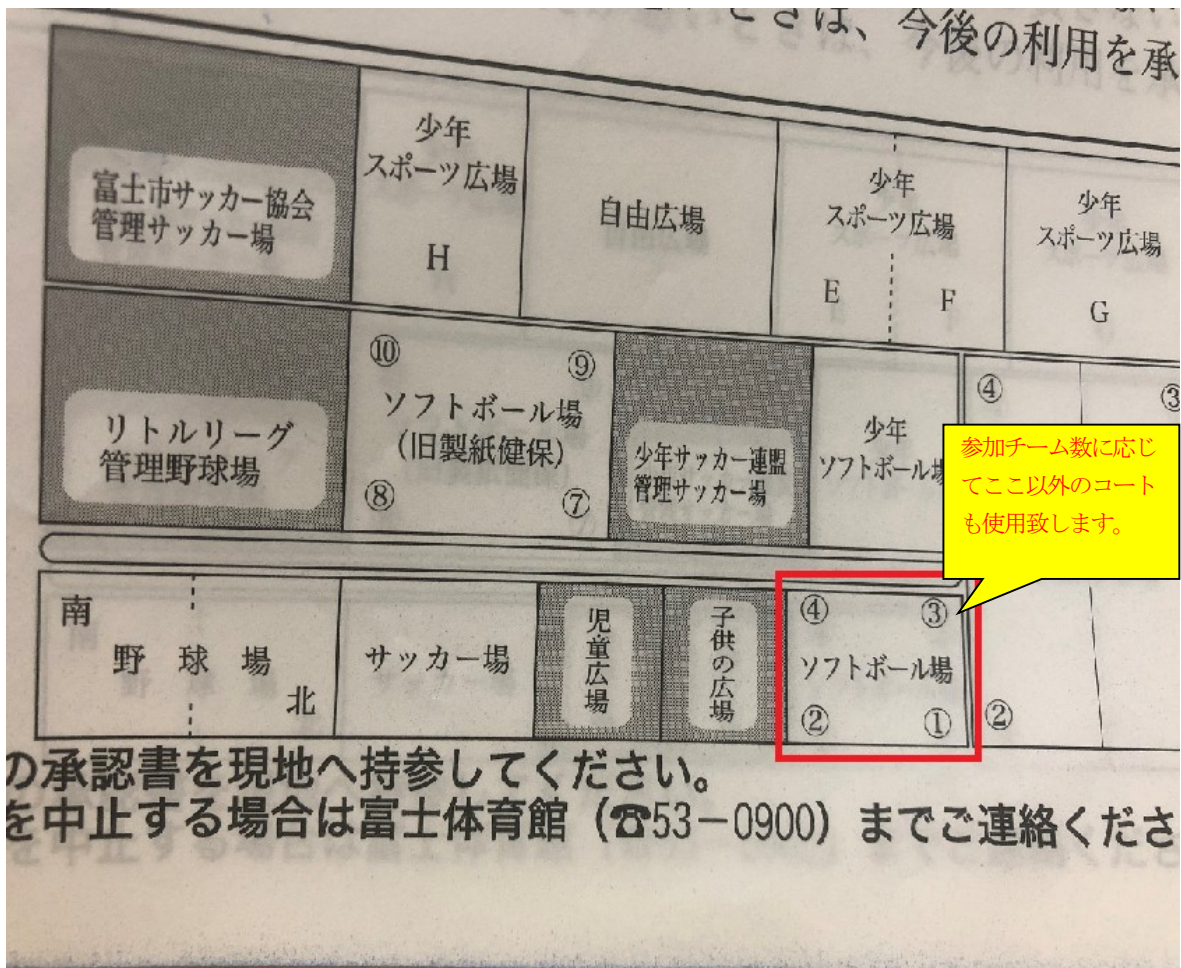 ときは、今後の利用を承
少年
スポーツ広場
H
富士市サッカー協会
管理サッカー場
自由広場
少年
スポーツ広場
E F
少年
スポーツ広場
G
リトルリーグ
管理野球場
⑩ ⑨
ソフトボール場
(旧製紙健保)
⑧ ⑦
少年サッカー連盟
管理サッカー場
少年
ソフトボール場
④ ③
参加チーム数に応じ
てここ以外のコート
も使用致します。
南
野球場
北
サッカー場
児童広場
子供の広場
④ ③
ソフトボール場
② ①
②
の承認書を現地へ持参してください。
を中止する場合は富士体育館(☎53-0900)までご連絡くださ